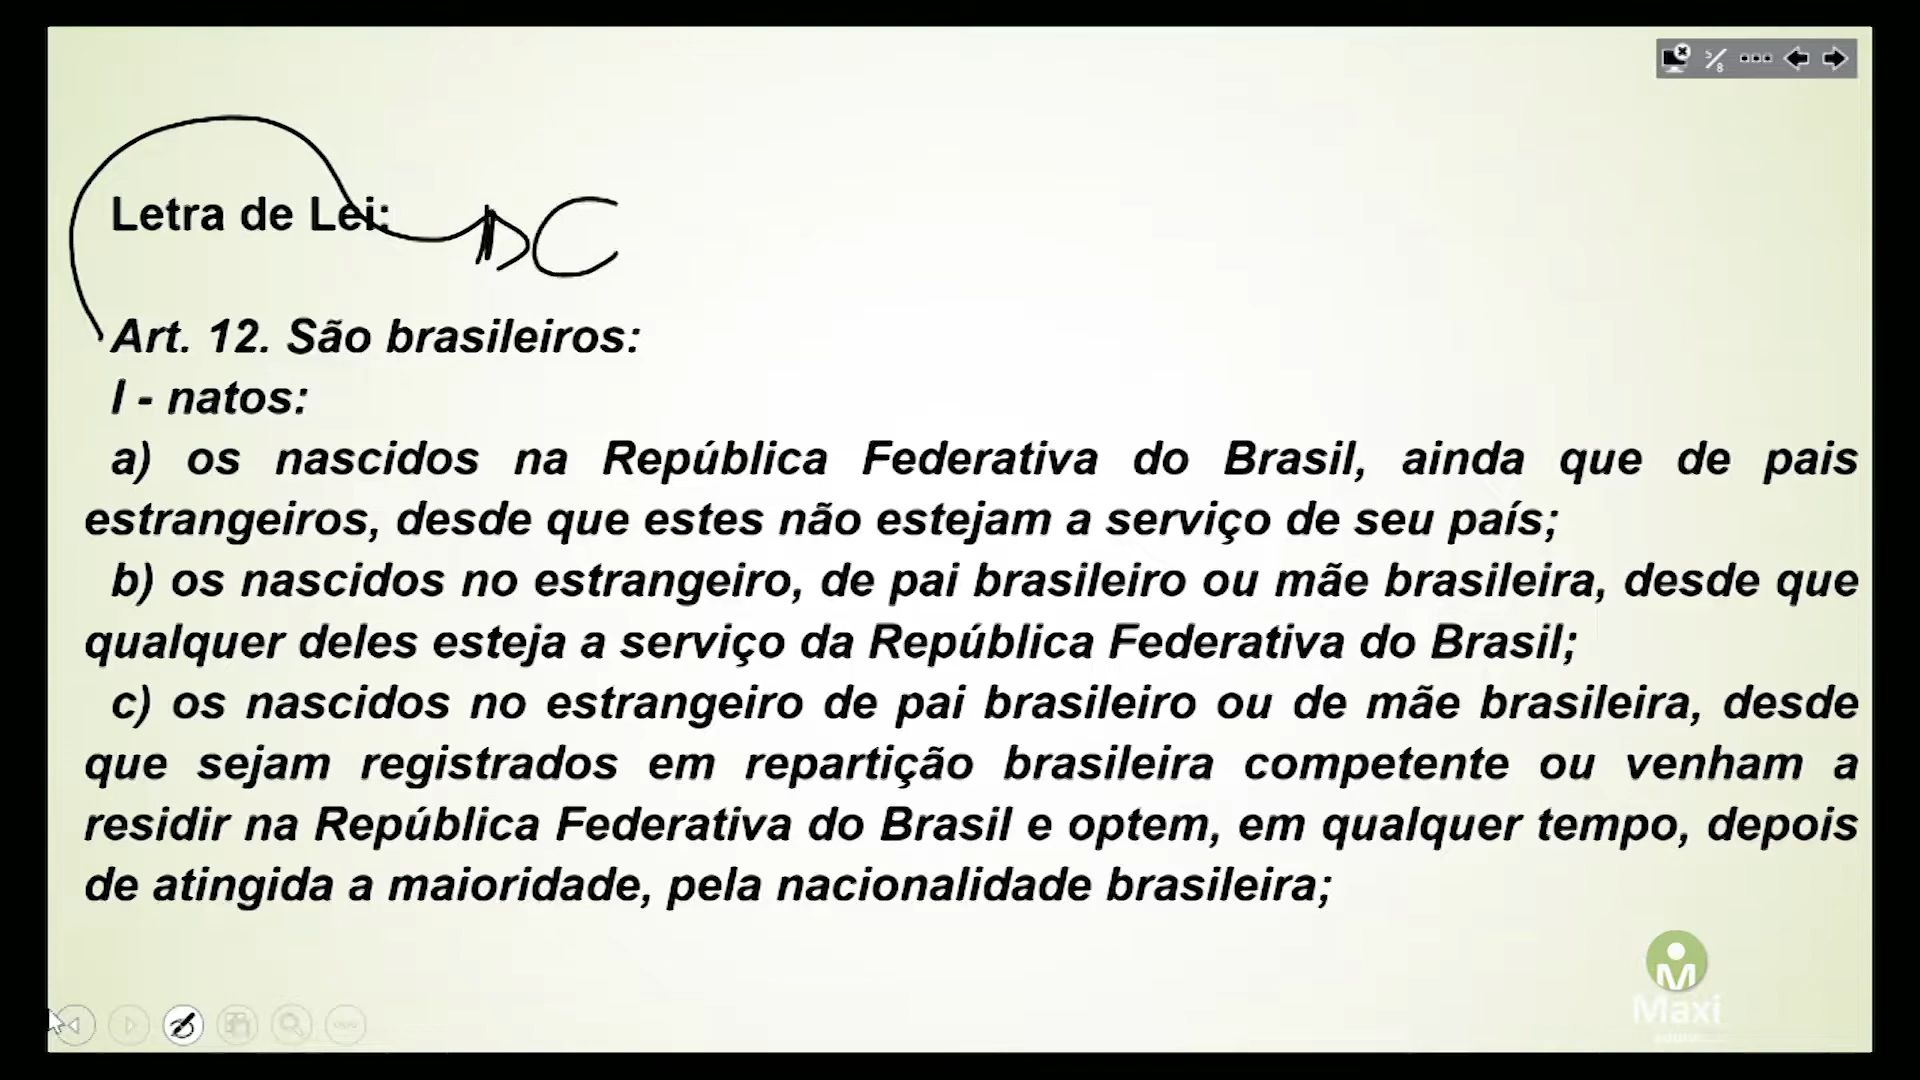 5/8
Letra de Lei:
DC
Art. 12. São brasileiros:
I - natos:
a) os nascidos na República Federativa do Brasil, ainda que de pais
estrangeiros, desde que estes não estejam a serviço de seu país;
b) os nascidos no estrangeiro, de pai brasileiro ou mãe brasileira, desde que
qualquer deles esteja a serviço da República Federativa do Brasil;
c) os nascidos no estrangeiro de pai brasileiro ou de mãe brasileira, desde
que sejam registrados em repartição brasileira competente ou venham a
residir na República Federativa do Brasil e optem, em qualquer tempo, depois
de atingida a maioridade, pela nacionalidade brasileira;
M
Maxi